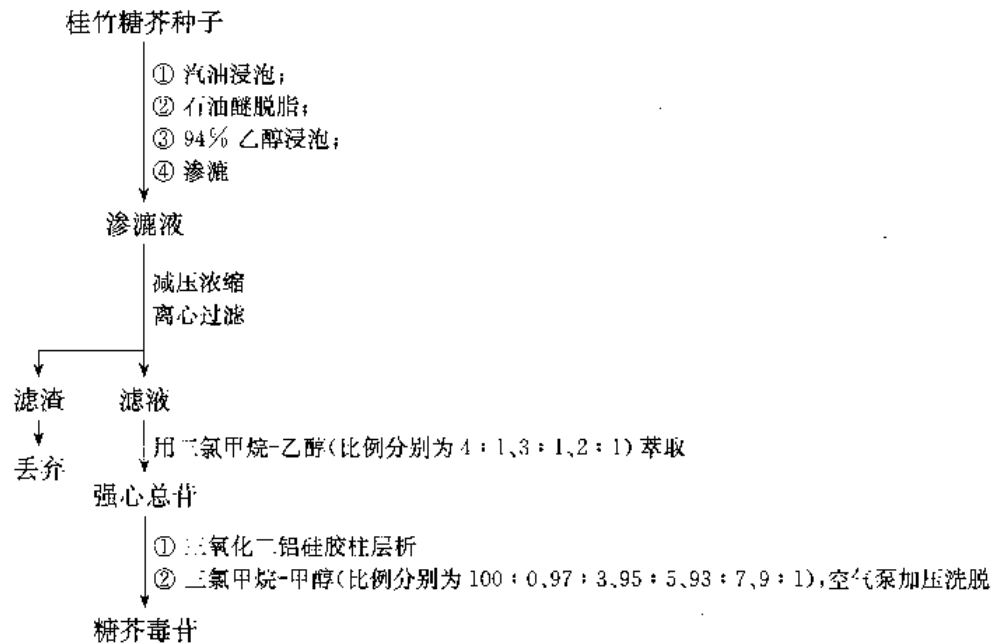 桂竹糖芥种子
① 汽油浸泡;
② 石油醚脱脂;
③ 94% 乙醇浸泡;
④ 渗漉
渗漉液
减压浓缩
离心过滤
滤渣 滤液
用三氯甲烷-乙醇(比例分别为 4:1、3:1、2:1) 萃取
丢弃
强心总苷
① 三氧化二铝硅胶柱层析
② 三氯甲烷-甲醇(比例分别为 100:0、97:3、95:5、93:7、9:1),空气泵加压洗脱
糖芥毒苷